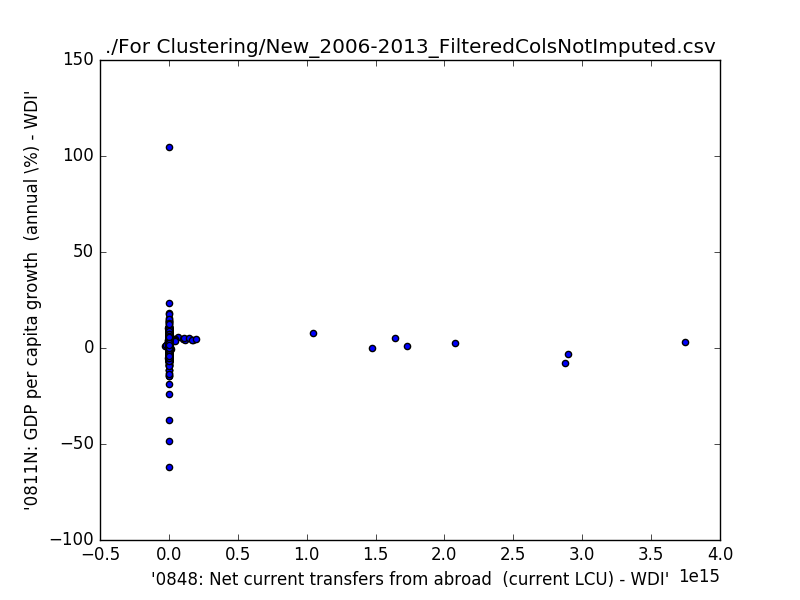 ./For Clustering/New_2006-2013_FilteredColsNotImputed.csv
150
100
50
0
−50
−100
'0811N: GDP per capita growth  (annual \%) - WDI'
−0.5 0.0 0.5 1.0 1.5 2.0 2.5 3.0 3.5 4.0
1e15
'0848: Net current transfers from abroad  (current LCU) - WDI'